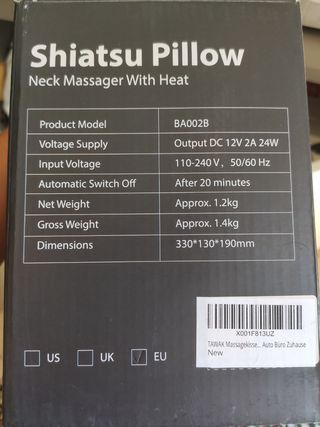 Shiatsu Pillow
Neck Massager With Heat
Product Model BA002B
Voltage Supply Output DC 12V 2A 24W
Input Voltage 110-240 V , 50/60 Hz
Automatic Switch Off After 20 minutes
Net Weight Approx. 1.2kg
Gross Weight Approx. 1.4kg
Dimensions 330*130*190mm
X001F813UZ
TAWAK Massagekisse... Auto Büro Zuhause
New
US UK EU